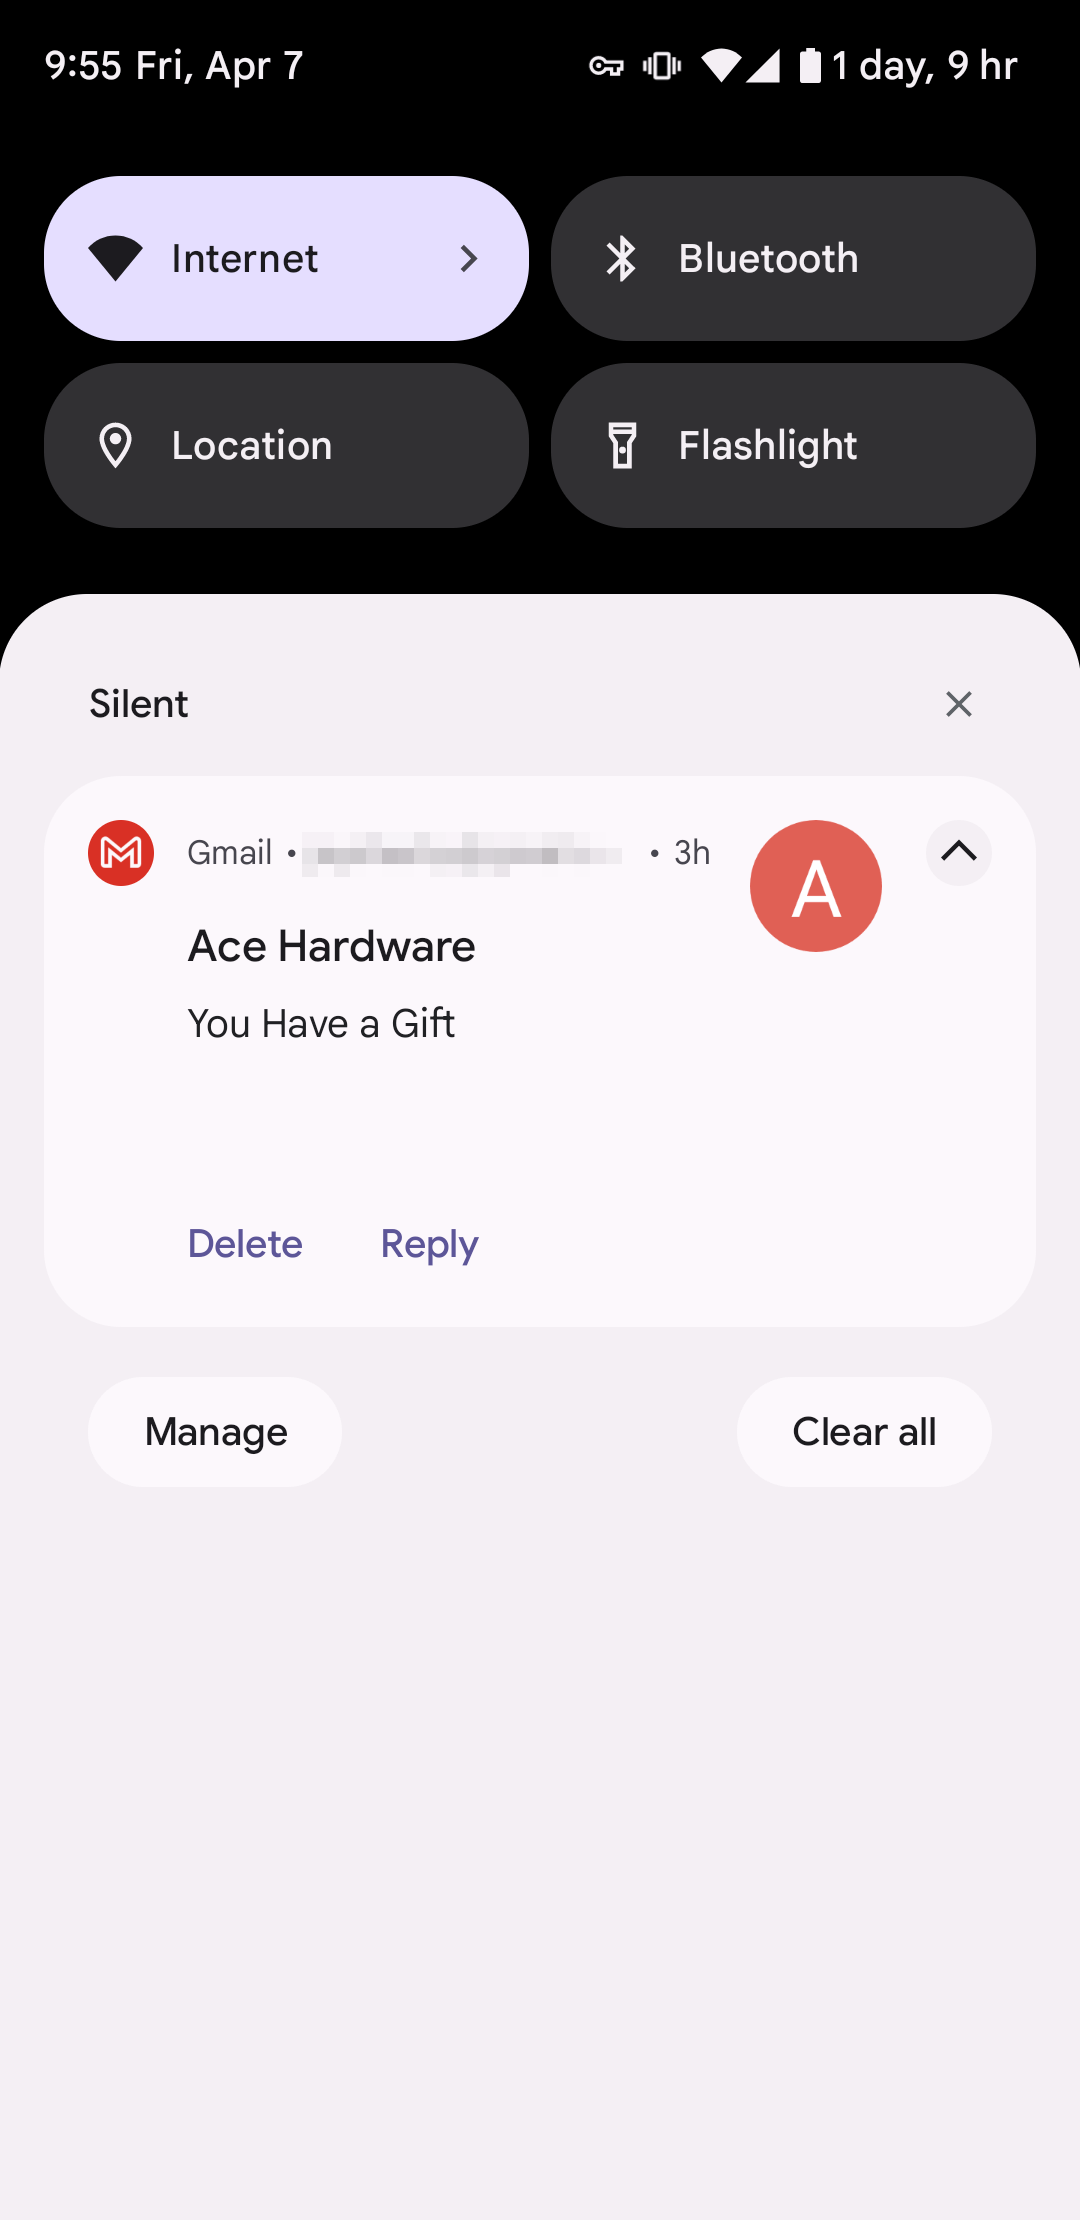 9:55 Fri, Apr 7 1 day, 9 hr
Internet Bluetooth
Location Flashlight
Silent
Gmail • • 3h
A
Ace Hardware
You Have a Gift
Delete Reply
Manage Clear all